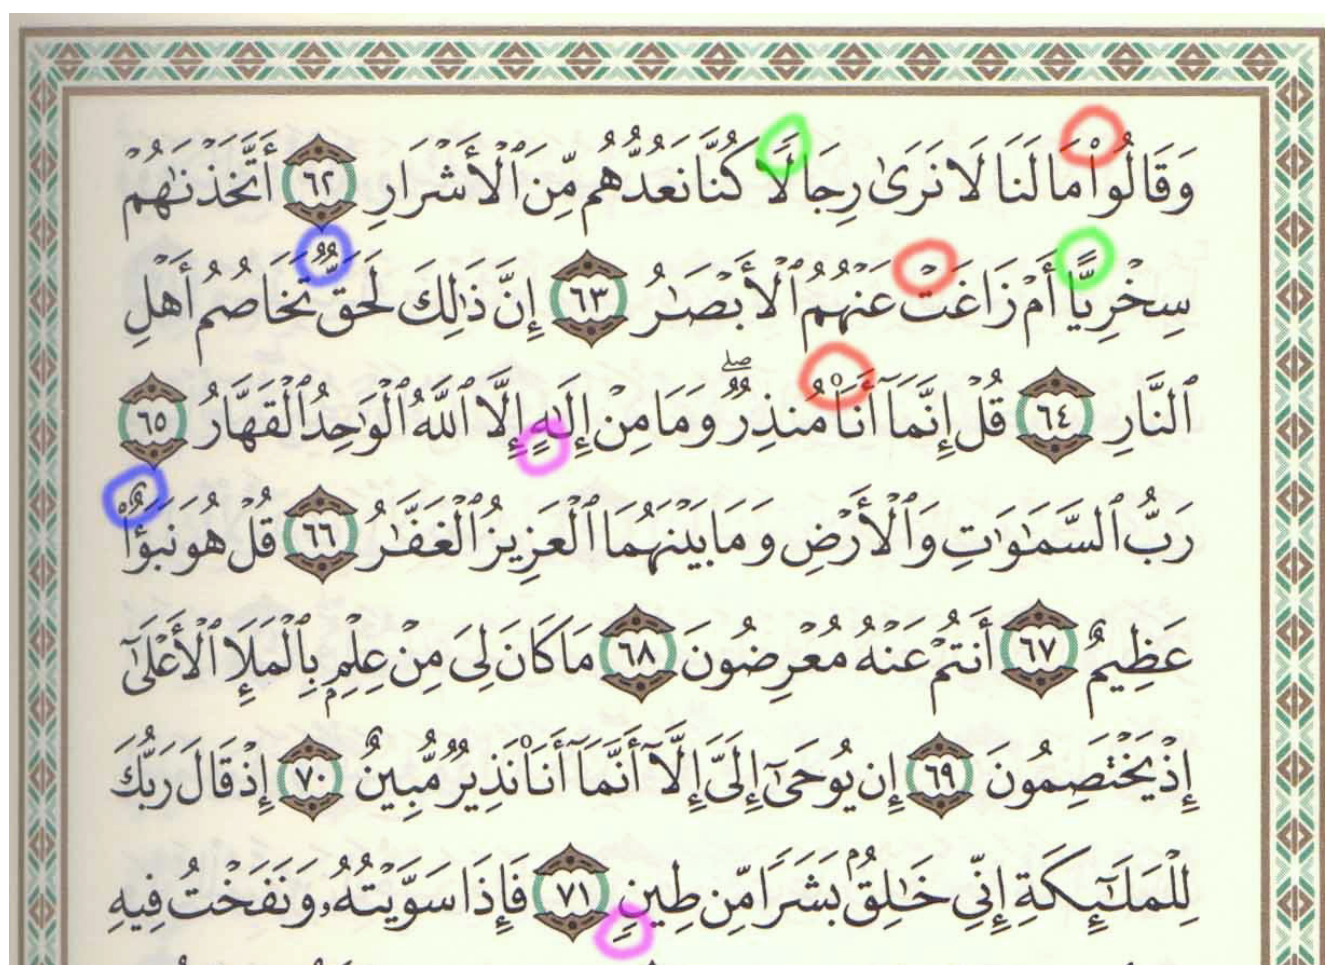 وَقَالُوا۟ مَا لَنَا لَا نَرَىٰ رِجَالًا كُنَّا نَعُدُّهُم مِّنَ ٱلْأَشْرَارِ ٦٢ أَتَّخَذْنَٰهُمْ
سِخْرِيًّا أَمْ زَاغَتْ عَنْهُمُ ٱلْأَبْصَٰرُ ٦٣ إِنَّ ذَٰلِكَ لَحَقٌّ تَخَاصُمُ أَهْلِ
ٱلنَّارِ ٦٤ قُلْ إِنَّمَآ أَنَا۠ مُنذِرٌ ۖ وَمَا مِنْ إِلَٰهٍ إِلَّا ٱللَّهُ ٱلْوَٰحِدُ ٱلْقَهَّارُ ٦٥
رَبُّ ٱلسَّمَٰوَٰتِ وَٱلْأَرْضِ وَمَا بَيْنَهُمَا ٱلْعَزِيزُ ٱلْغَفَّٰرُ ٦٦ قُلْ هُوَ نَبَؤٌا۟
عَظِيمٌ ٦٧ أَنتُمْ عَنْهُ مُعْرِضُونَ ٦٨ مَا كَانَ لِىَ مِنْ عِلْمٍۭ بِٱلْمَلَإِ ٱلْأَعْلَىٰٓ
إِذْ يَخْتَصِمُونَ ٦٩ إِن يُوحَىٰٓ إِلَىَّ إِلَّآ أَنَّمَآ أَنَا۠ نَذِيرٌ مُّبِينٌ ٧٠ إِذْ قَالَ رَبُّكَ
لِلْمَلَٰٓئِكَةِ إِنِّى خَٰلِقٌۢ بَشَرًا مِّن طِينٍ ٧١ فَإِذَا سَوَّيْتُهُۥ وَنَفَخْتُ فِيهِ